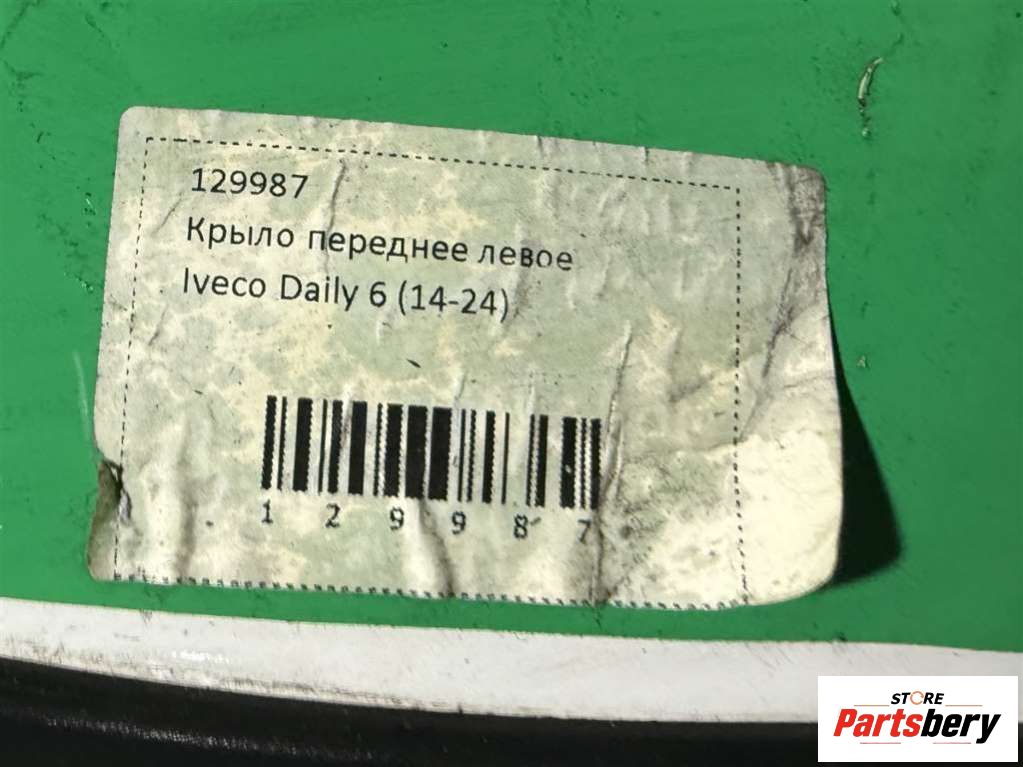 129987
Крыло переднее левое
Iveco Daily 6 (14-24)
1 2 9 9 8 7
STORE
Partsbery